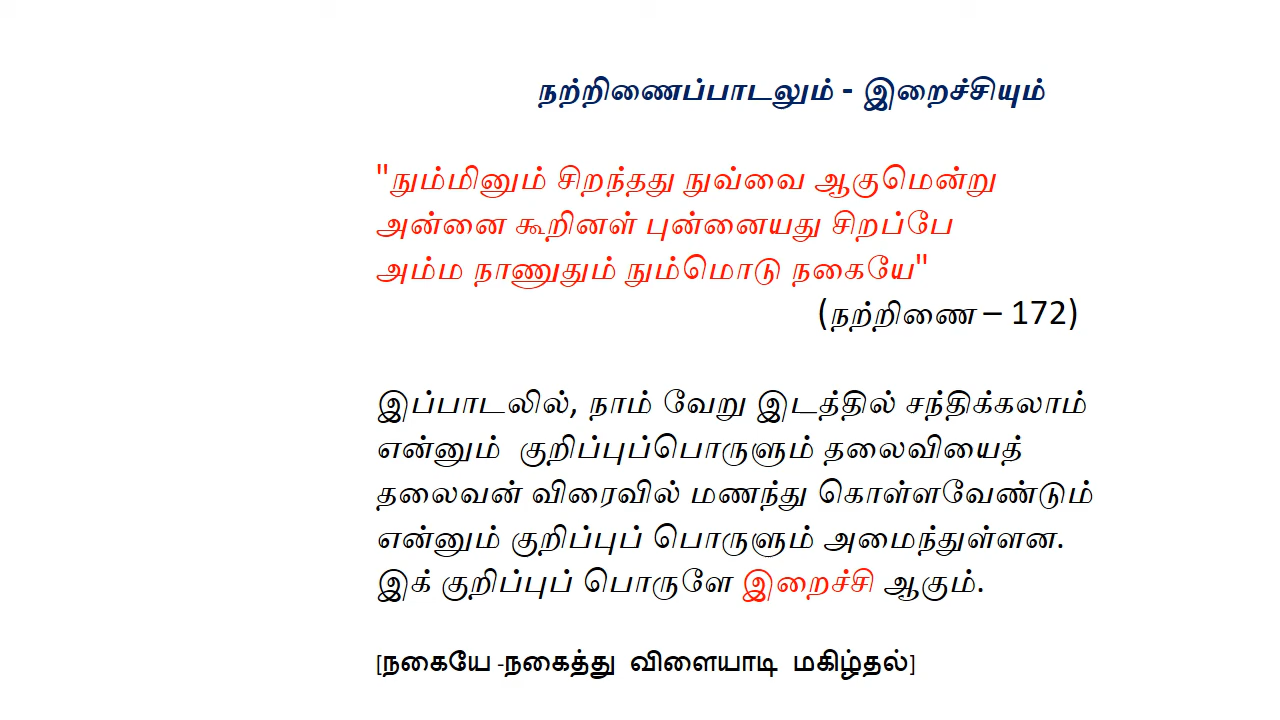 நற்றிணைப்பாடலும் - இறைச்சியும்
"நும்மினும் சிறந்தது நுவ்வை ஆகுமென்று
அன்னை கூறினள் புன்னையது சிறப்பே
அம்ம நாணுதும் நும்மொடு நகையே"
(நற்றிணை – 172)
இப்பாடலில், நாம் வேறு இடத்தில் சந்திக்கலாம்
என்னும் குறிப்புப்பொருளும் தலைவியைத்
தலைவன் விரைவில் மணந்து கொள்ளவேண்டும்
என்னும் குறிப்புப் பொருளும் அமைந்துள்ளன.
இக் குறிப்புப் பொருளே இறைச்சி ஆகும்.
[நகையே -நகைத்து விளையாடி மகிழ்தல்]